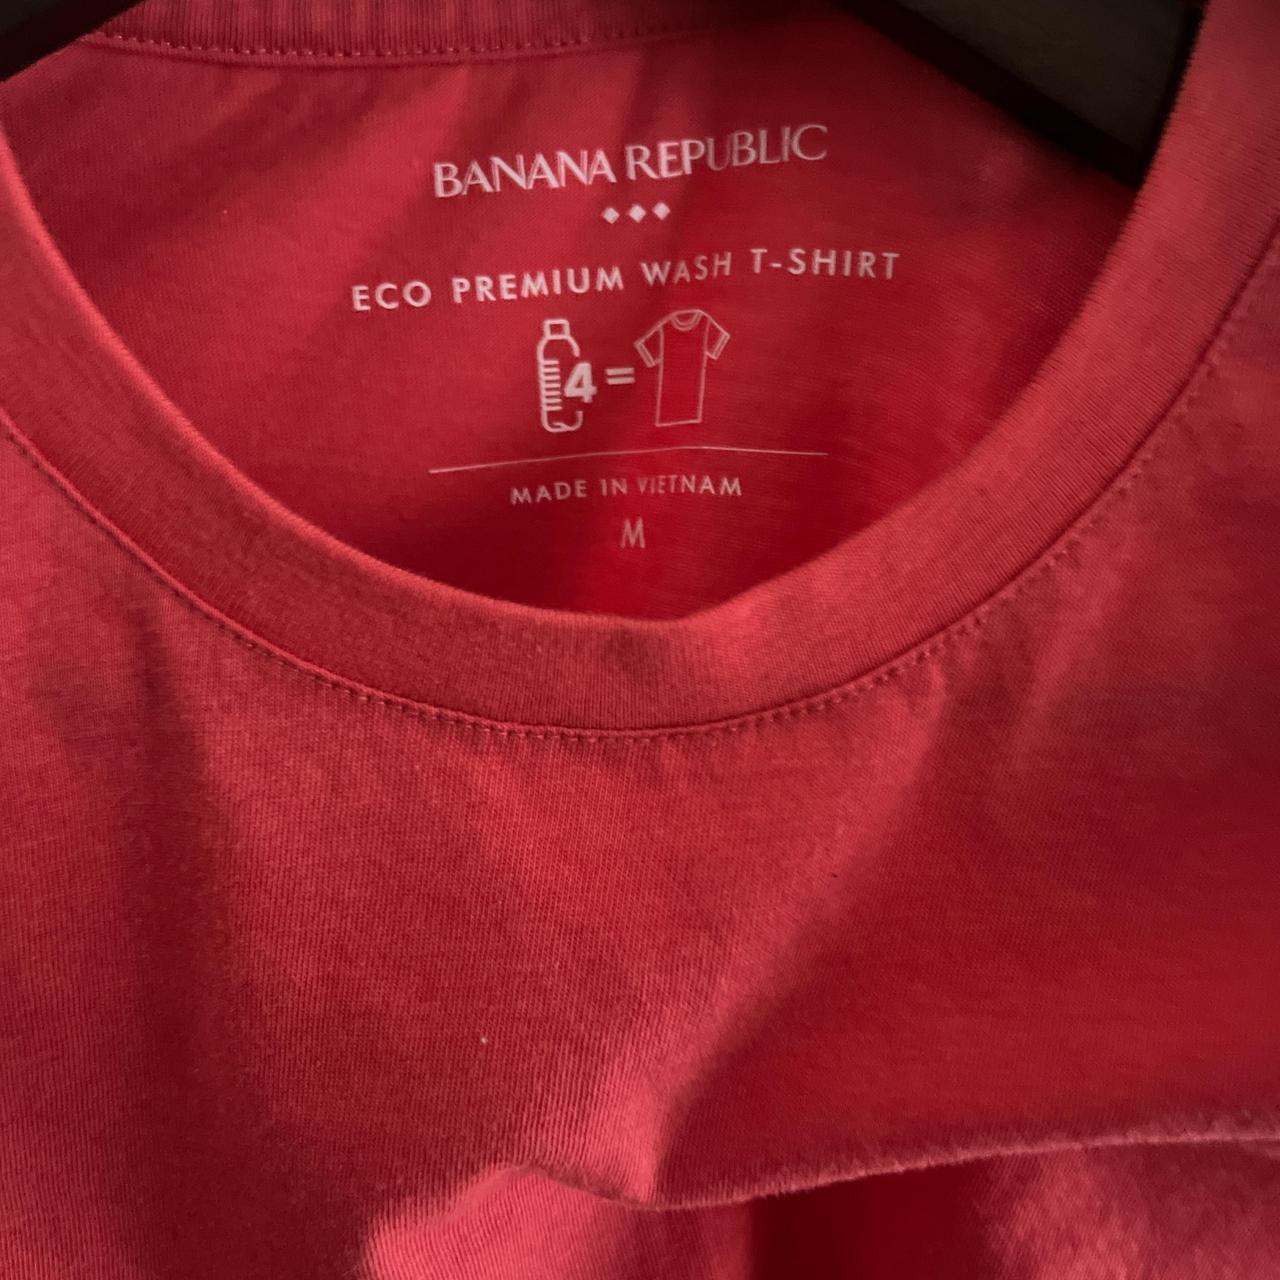 BANANA REPUBLIC
ECO PREMIUM WASH T-SHIRT
4 =
MADE IN VIETNAM
M